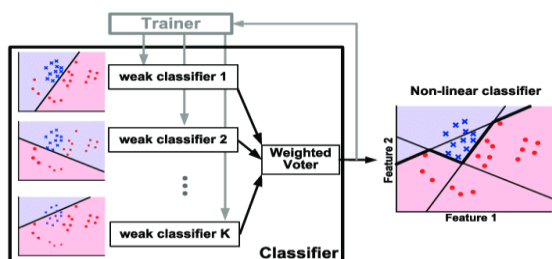 Trainer
weak classifier 1
weak classifier 2
weak classifier K
Weighted
Voter
Classifier
Non-linear classifier
Feature 2
Feature 1